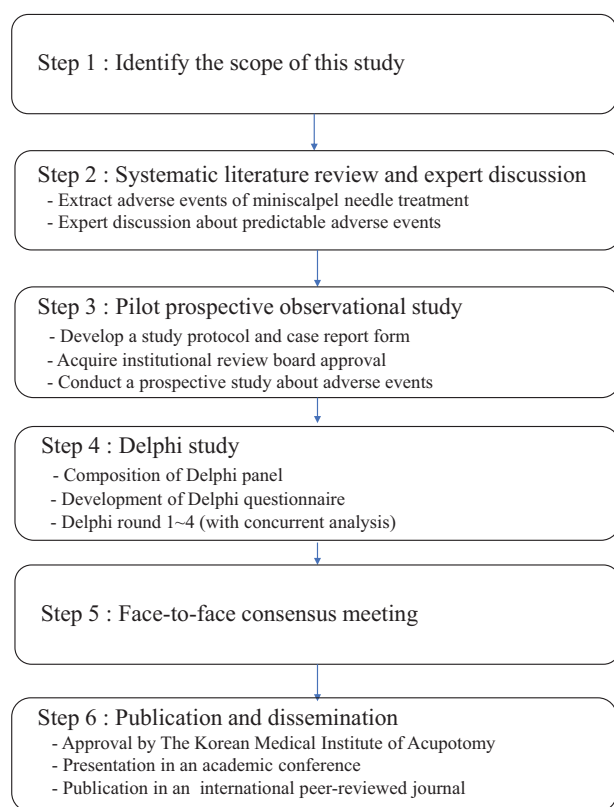 Step 1 : Identify the scope of this study
Step 2 : Systematic literature review and expert discussion
- Extract adverse events of miniscalpel needle treatment
- Expert discussion about predictable adverse events
Step 3 : Pilot prospective observational study
- Develop a study protocol and case report form
- Acquire institutional review board approval
- Conduct a prospective study about adverse events
Step 4 : Delphi study
- Composition of Delphi panel
- Development of Delphi questionnaire
- Delphi round 1~4 (with concurrent analysis)
Step 5 : Face-to-face consensus meeting
Step 6 : Publication and dissemination
- Approval by The Korean Medical Institute of Acupotomy
- Presentation in an academic conference
- Publication in an international peer-reviewed journal